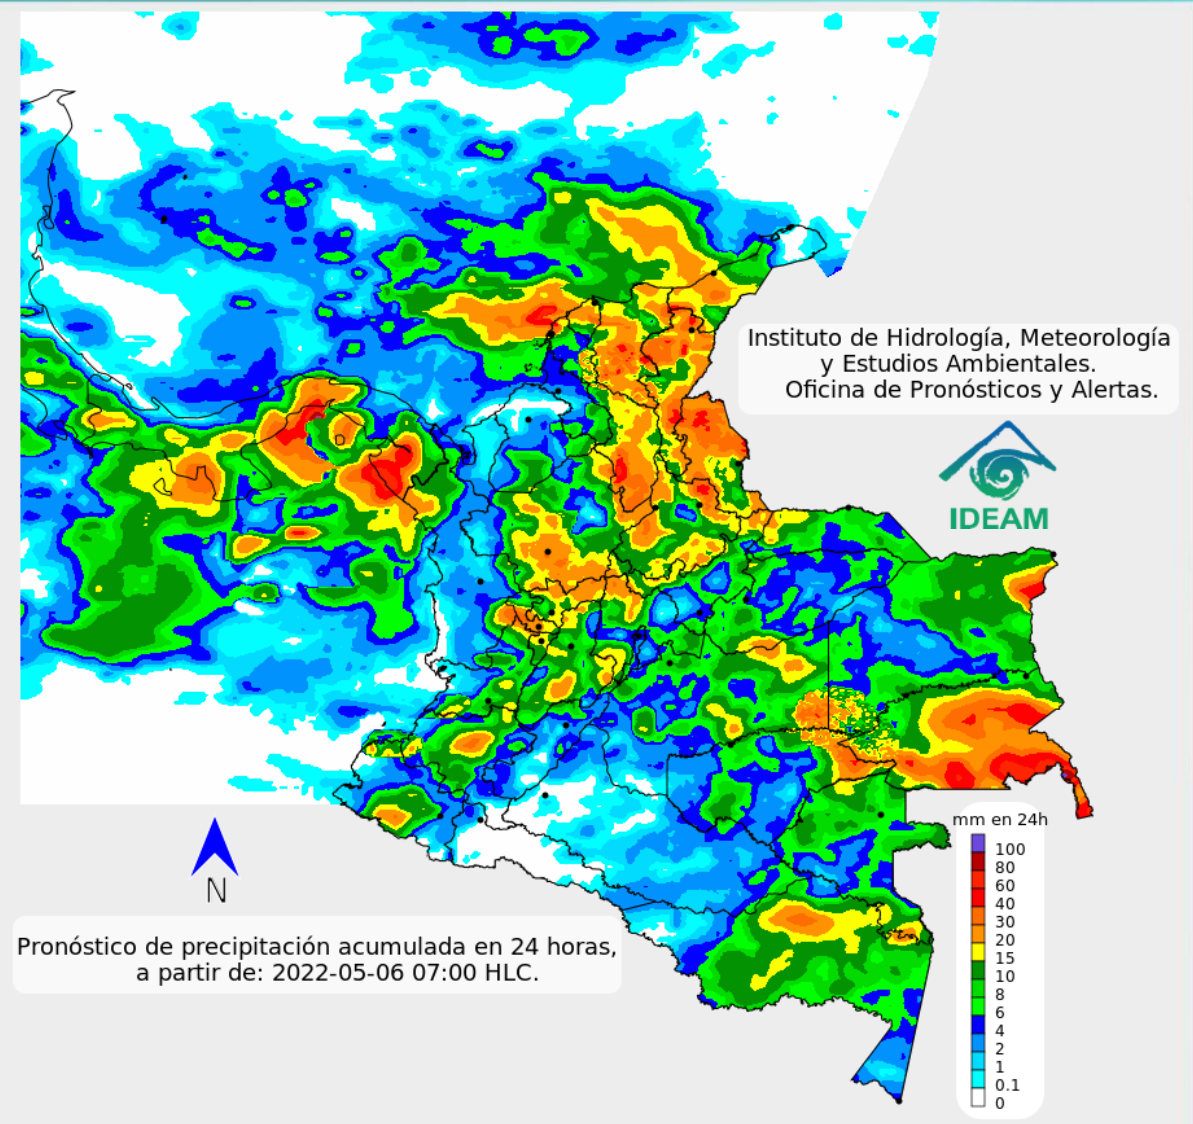 Instituto de Hidrología, Meteorología
y Estudios Ambientales.
Oficina de Pronósticos y Alertas.
IDEAM
mm en 24h
100
80
60
40
30
20
15
10
8
6
4
2
1
0.1
0
N
Pronóstico de precipitación acumulada en 24 horas,
a partir de: 2022-05-06 07:00 HLC.